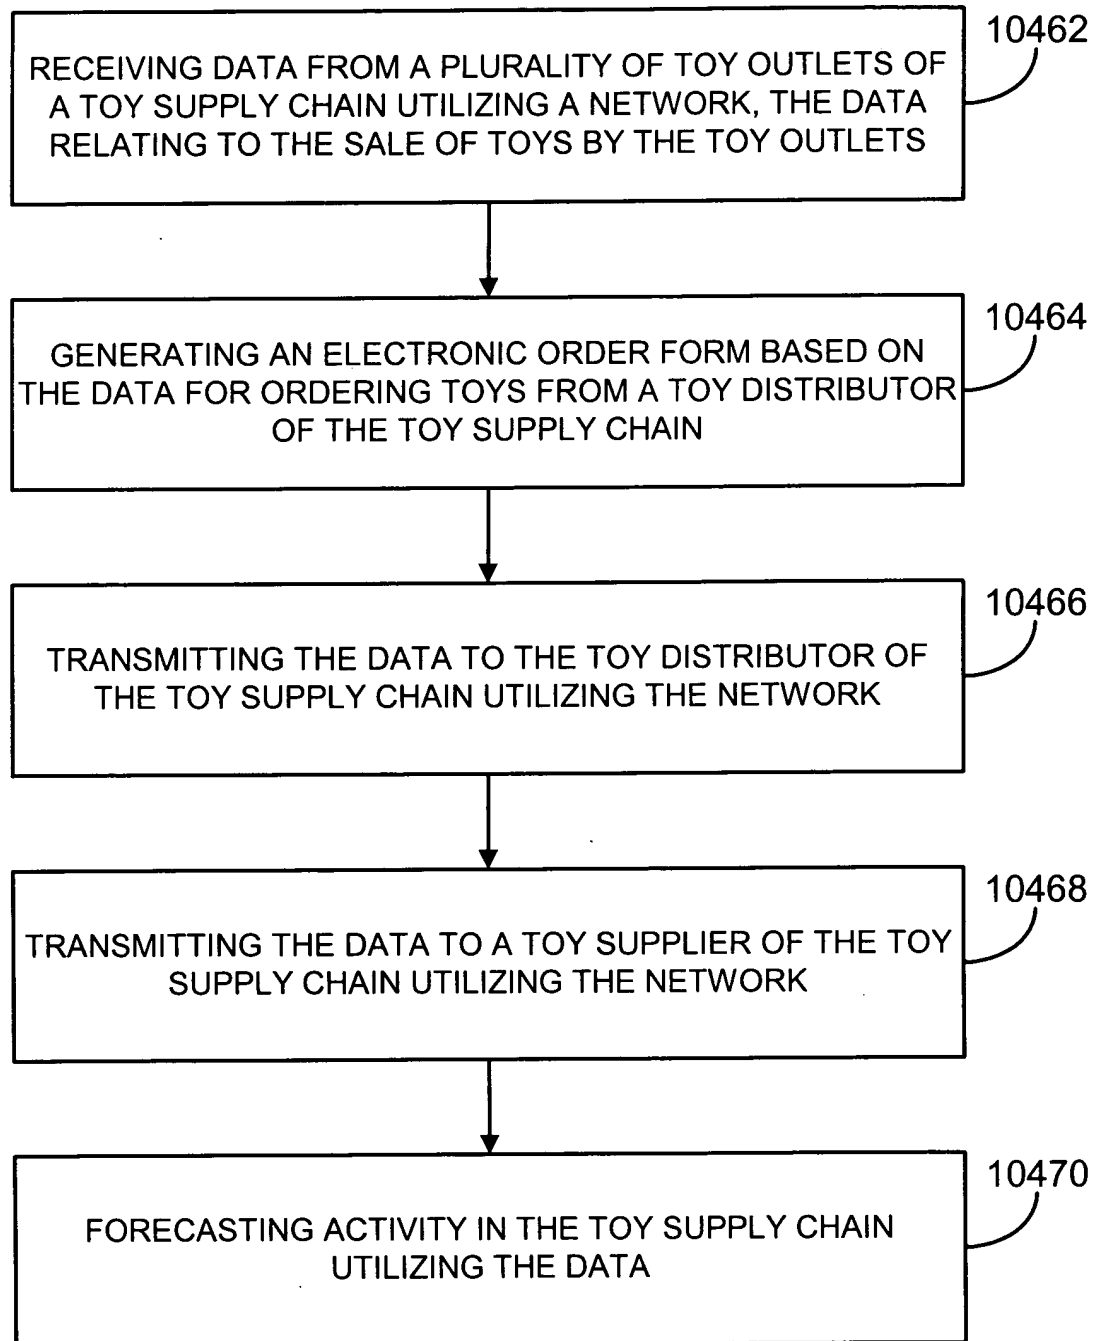 10462
RECEIVING DATA FROM A PLURALITY OF TOY OUTLETS OF
A TOY SUPPLY CHAIN UTILIZING A NETWORK, THE DATA
RELATING TO THE SALE OF TOYS BY THE TOY OUTLETS
10464
GENERATING AN ELECTRONIC ORDER FORM BASED ON
THE DATA FOR ORDERING TOYS FROM A TOY DISTRIBUTOR
OF THE TOY SUPPLY CHAIN
10466
TRANSMITTING THE DATA TO THE TOY DISTRIBUTOR OF
THE TOY SUPPLY CHAIN UTILIZING THE NETWORK
10468
TRANSMITTING THE DATA TO A TOY SUPPLIER OF THE TOY
SUPPLY CHAIN UTILIZING THE NETWORK
10470
FORECASTING ACTIVITY IN THE TOY SUPPLY CHAIN
UTILIZING THE DATA